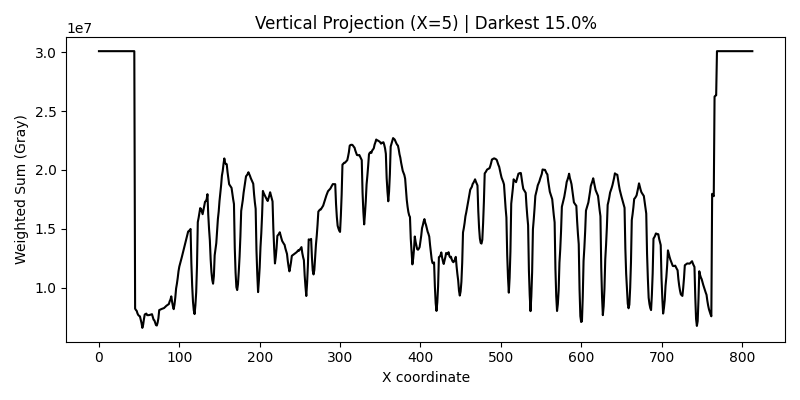 Vertical Projection (X=5) | Darkest 15.0%
1e7
3.0
2.5
2.0
1.5
1.0
Weighted Sum (Gray)
0 100 200 300 400 500 600 700 800
X coordinate